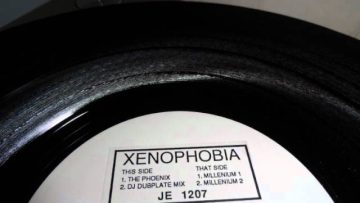 XENOPHOBIA
THIS SIDE THAT SIDE
1. THE PHOENIX 1. MILLENIUM 1
2. DJ DUBPLATE MIX 2. MILLENIUM 2
JE 1207